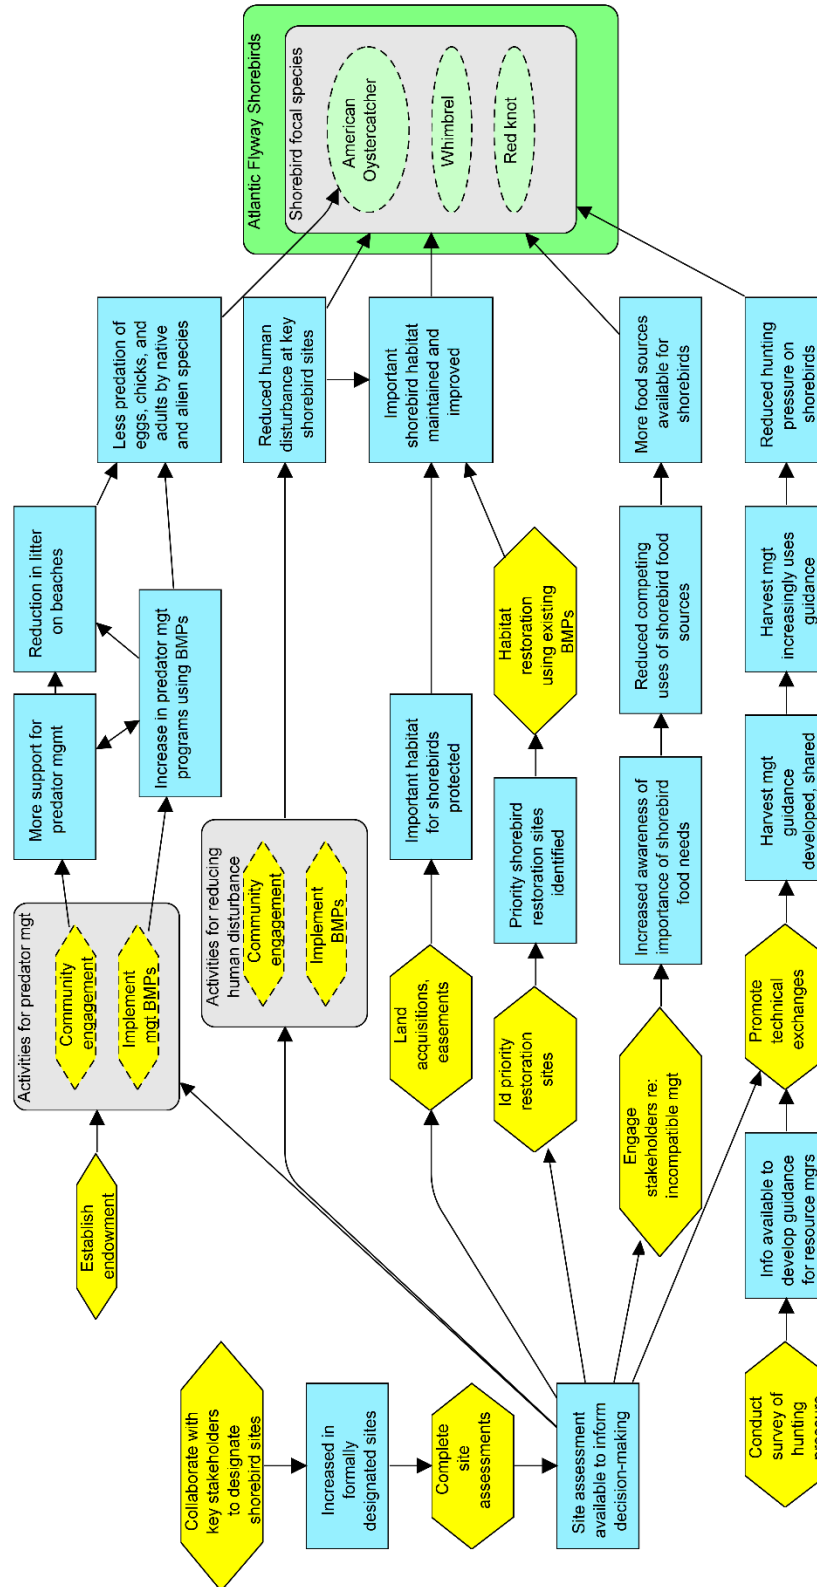 Collaborate with
key stakeholders
to designate
shorebird sites
Increased in
formally
designated sites
Complete
site
assessments
Site assessment
available to inform
decision-making
Conduct
survey of
hunting
Establish
endowment
Activities for predator mgt
Community
engagement
Implement
mgt BMPs
Activities for reducing
human disturbance
Community
engagement
Implement
BMPs
Land
acquisitions,
easements
Id priority
restoration
sites
Engage
stakeholders re:
incompatible mgt
Info available to
develop guidance
for resource mgrs
Promote
technical
exchanges
More support for
predator mgmt
Increase in predator mgt
programs using BMPs
Reduction in litter
on beaches
Important habitat
for shorebirds
protected
Priority shorebird
restoration sites
identified
Habitat
restoration
using existing
BMPs
Increased awareness of
importance of shorebird
food needs
Reduced competing
uses of shorebird food
sources
Harvest mgt
guidance
developed, shared
Harvest mgt
increasingly uses
guidance
Less predation of
eggs, chicks, and
adults by native
and alien species
Reduced human
disturbance at key
shorebird sites
Important
shorebird habitat
maintained and
improved
More food sources
available for
shorebirds
Reduced hunting
pressure on
shorebirds
Atlantic Flyway Shorebirds
Shorebird focal species
American
Oystercatcher
Whimbrel
Red knot